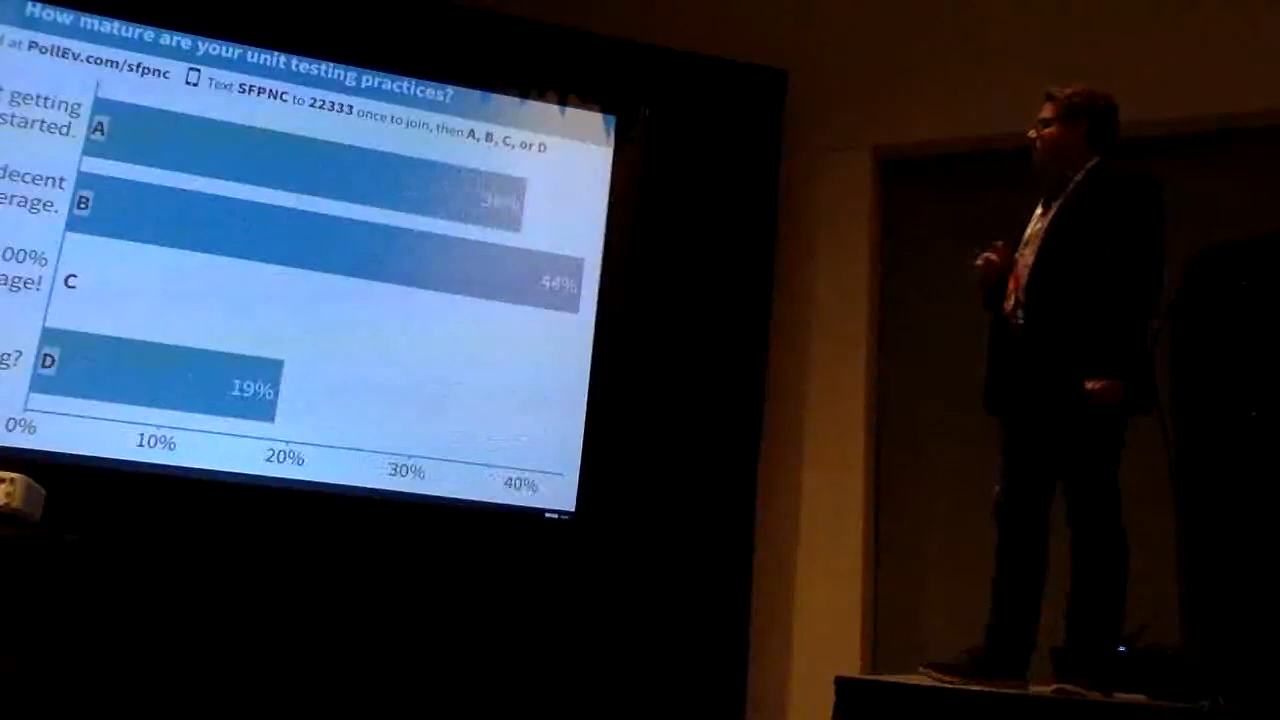 How mature are your unit testing practices?
at PollEv.com/sfpnc Text SFPNC to 22333 once to join, then A, B, C, or D
getting
started.
A
decent
erage.
B
44%
00%
age!
C
g?
D
19%
0% 10% 20% 30% 40%